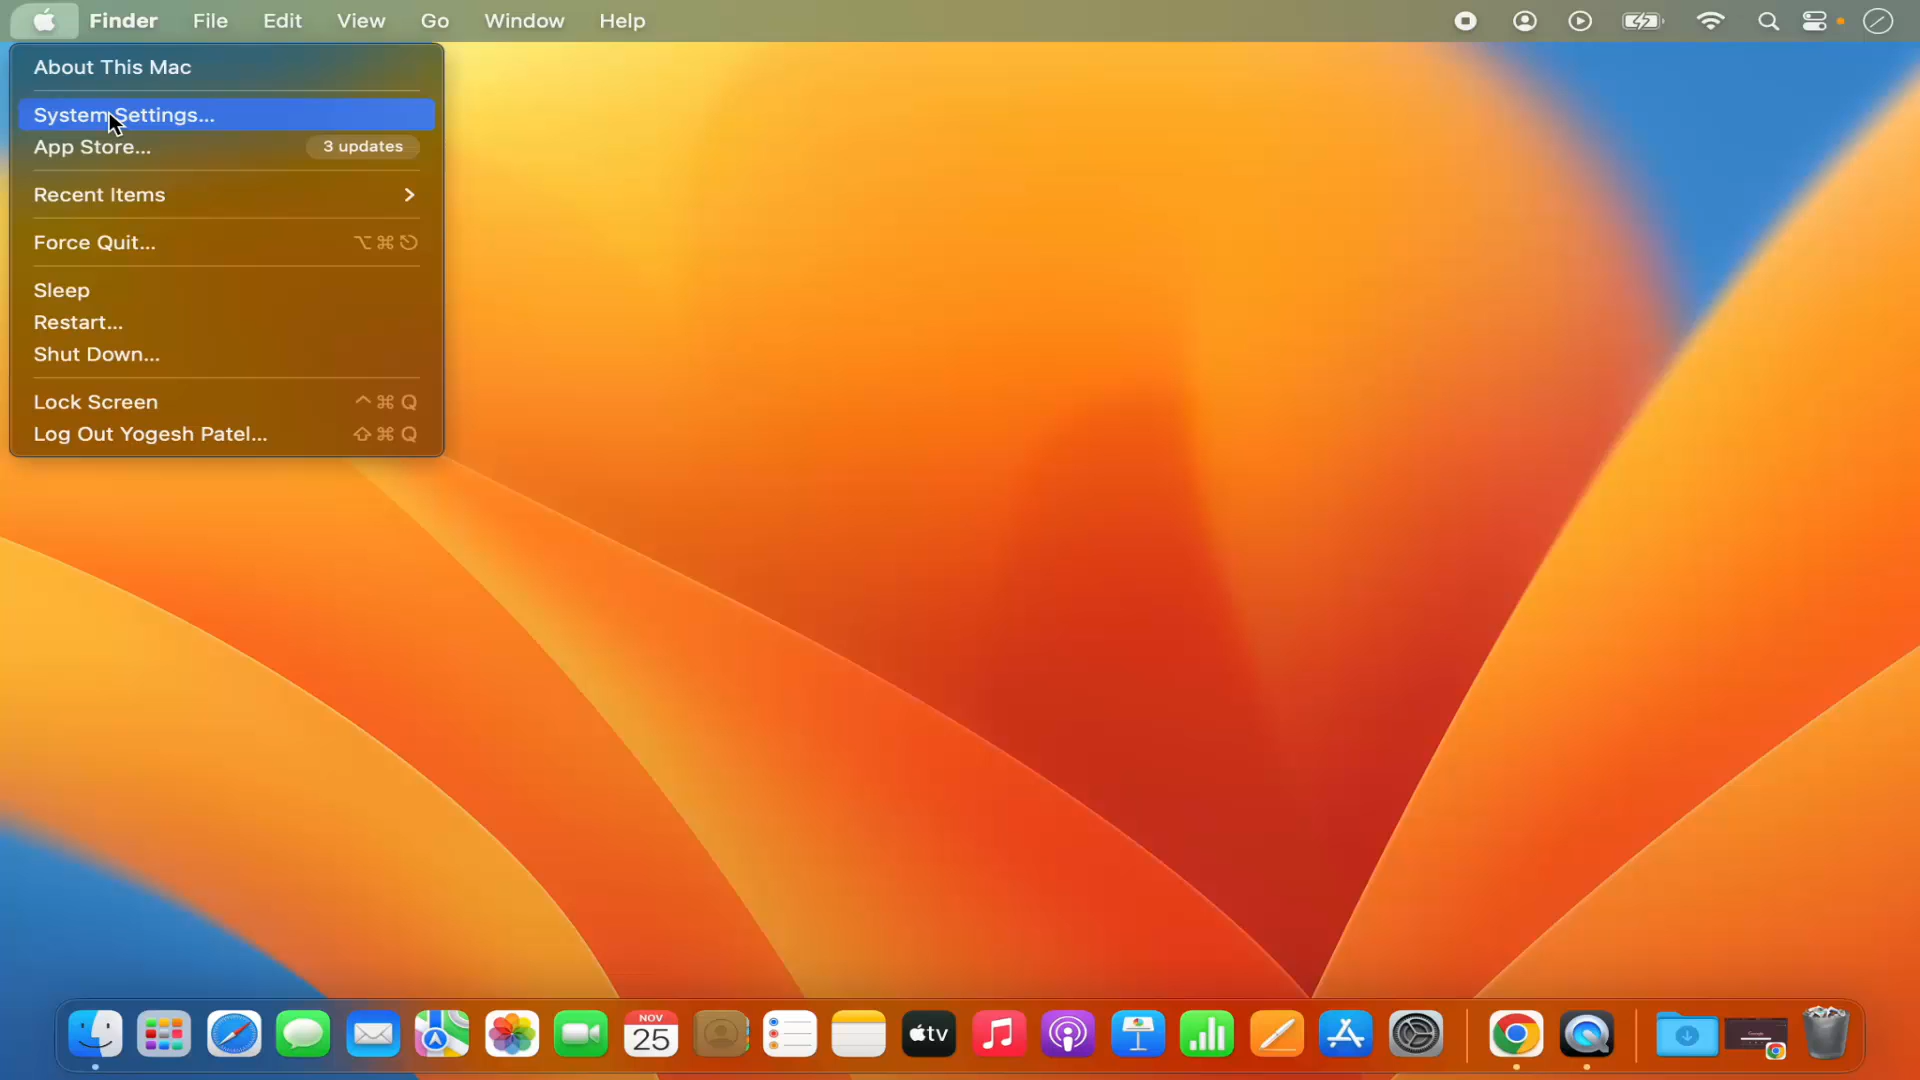 Finder File Edit View Go Window Help
About This Mac
System Settings...
App Store... 3 updates
Recent Items
Force Quit... ⌥⌘⎋
Sleep
Restart...
Shut Down...
Lock Screen ^⌘Q
Log Out Yogesh Patel... ⇧⌘Q
NOV
25
tv